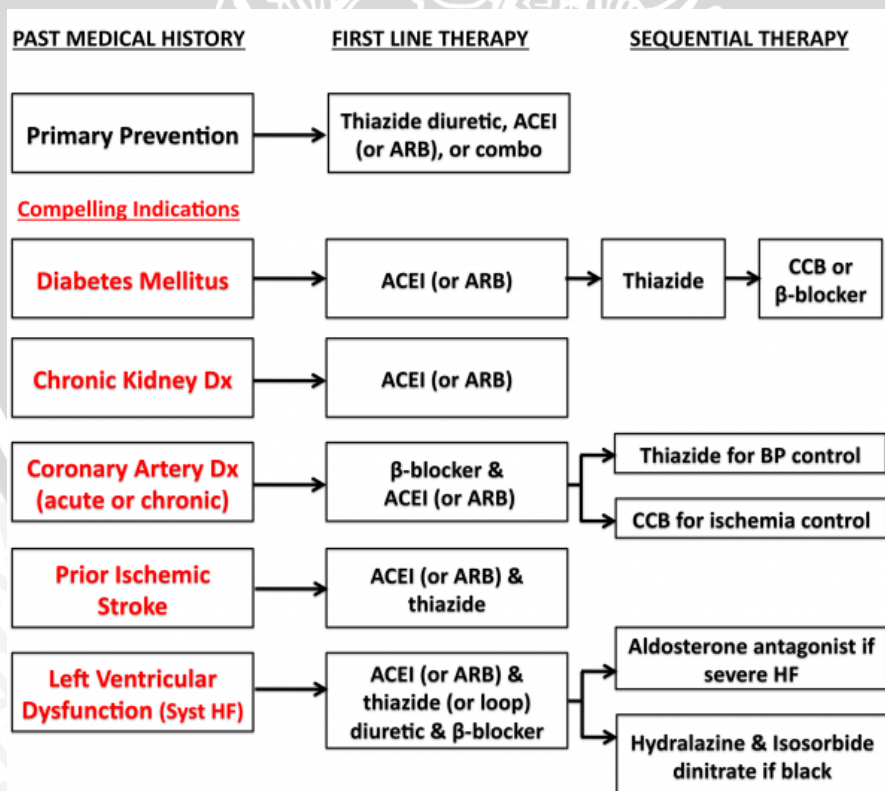 PAST MEDICAL HISTORY
FIRST LINE THERAPY
SEQUENTIAL THERAPY
Primary Prevention
Thiazide diuretic, ACEI
(or ARB), or combo
Compelling Indications
Diabetes Mellitus
ACEI (or ARB)
Thiazide
CCB or
β-blocker
Chronic Kidney Dx
ACEI (or ARB)
Coronary Artery Dx
(acute or chronic)
β-blocker &
ACEI (or ARB)
Thiazide for BP control
CCB for ischemia control
Prior Ischemic
Stroke
ACEI (or ARB) &
thiazide
Left Ventricular
Dysfunction (Syst HF)
ACEI (or ARB) &
thiazide (or loop)
diuretic & β-blocker
Aldosterone antagonist if
severe HF
Hydralazine & Isosorbide
dinitrate if black